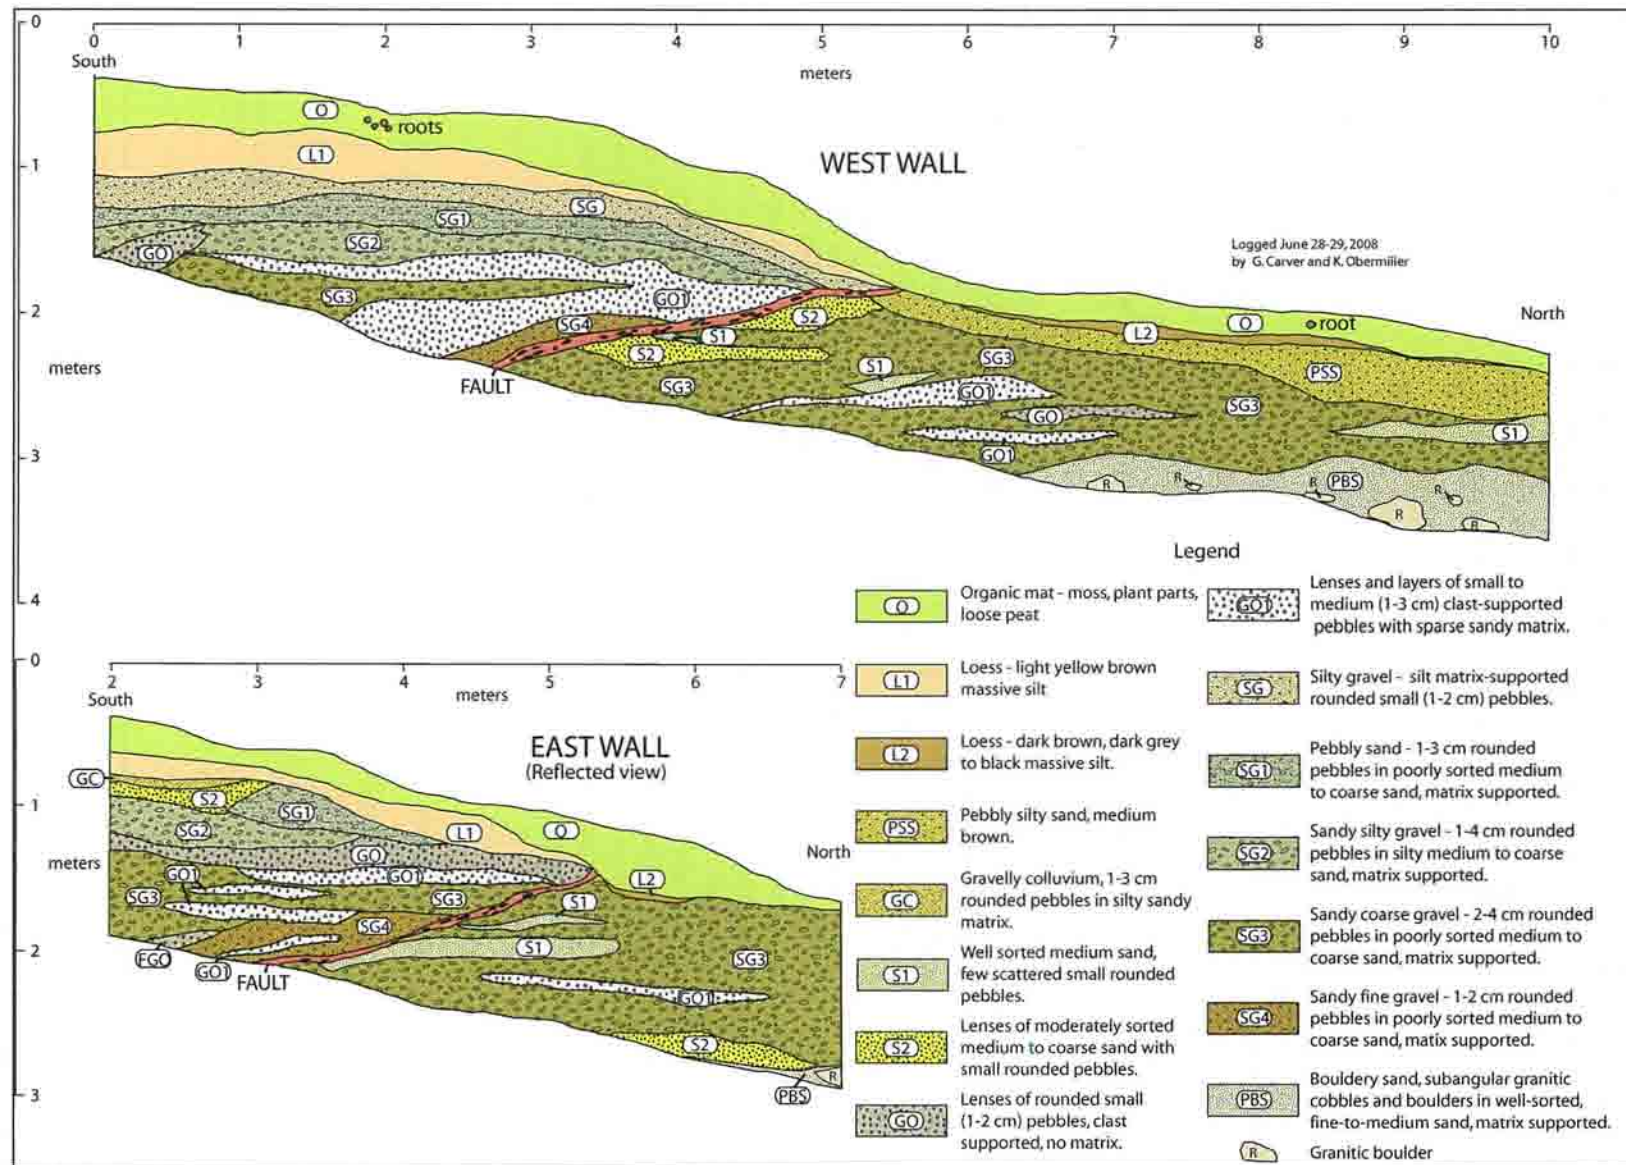 0
0 1 2 3 4 5 6 7 8 9 10
South
meters
O
roots
WEST WALL
L1
1
SG
SG1
SG2
GO
Logged June 28-29, 2008
by G. Carver and K. Obermiller
SG3
GO1
2
S2
SG4
S1
North
O
root
L2
S2
SG3
S1
PSS
meters
FAULT
SG3
GO1
SG3
GO
S1
GO1
3
R
R
R
PBS
R
R
R
Legend
4
0
2 3 4 5 6 7
South
meters
EAST WALL
(Reflected view)
GC
S2
1
SG1
SG2
L1
O
meters
GO
North
GO1
GO1
L2
SG3
SG3
S1
SG4
2
S1
SG3
FGO
GO1
FAULT
GO1
S2
R
3
PBS
O
Organic mat - moss, plant parts,
loose peat
L1
Loess - light yellow brown
massive silt
L2
Loess - dark brown, dark grey
to black massive silt.
PSS
Pebbly silty sand, medium
brown.
GC
Gravelly colluvium, 1-3 cm
rounded pebbles in silty sandy
matrix.
S1
Well sorted medium sand,
few scattered small rounded
pebbles.
S2
Lenses of moderately sorted
medium to coarse sand with
small rounded pebbles.
GO
Lenses of rounded small
(1-2 cm) pebbles, clast
supported, no matrix.
GO1
Lenses and layers of small to
medium (1-3 cm) clast-supported
pebbles with sparse sandy matrix.
SG
Silty gravel - silt matrix-supported
rounded small (1-2 cm) pebbles.
SG1
Pebbly sand - 1-3 cm rounded
pebbles in poorly sorted medium
to coarse sand, matrix supported.
SG2
Sandy silty gravel - 1-4 cm rounded
pebbles in silty medium to coarse
sand, matrix supported.
SG3
Sandy coarse gravel - 2-4 cm rounded
pebbles in poorly sorted medium to
coarse sand, matrix supported.
SG4
Sandy fine gravel - 1-2 cm rounded
pebbles in poorly sorted medium to
coarse sand, matix supported.
PBS
Bouldery sand, subangular granitic
cobbles and boulders in well-sorted,
fine-to-medium sand, matrix supported.
R
Granitic boulder